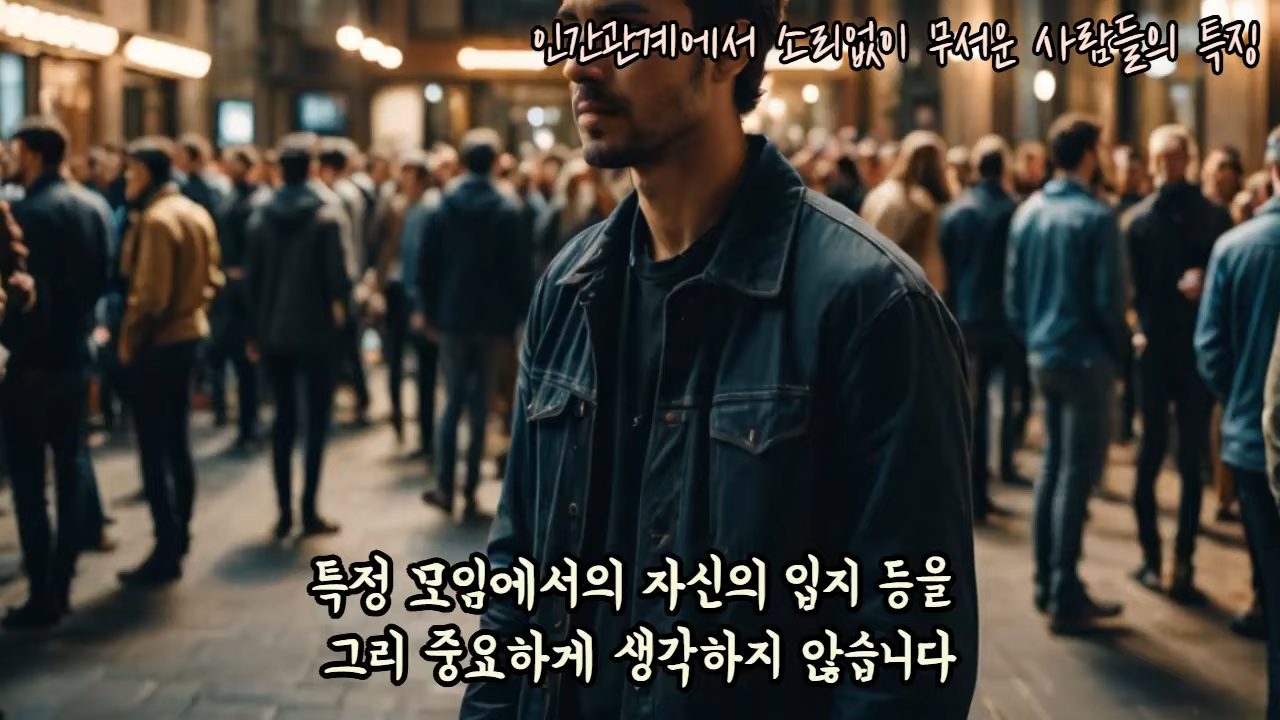 인간관계에서 소리없이 무서운 사람들의 특징
특정 모임에서의 자신의 입지 등을
그리 중요하게 생각하지 않습니다